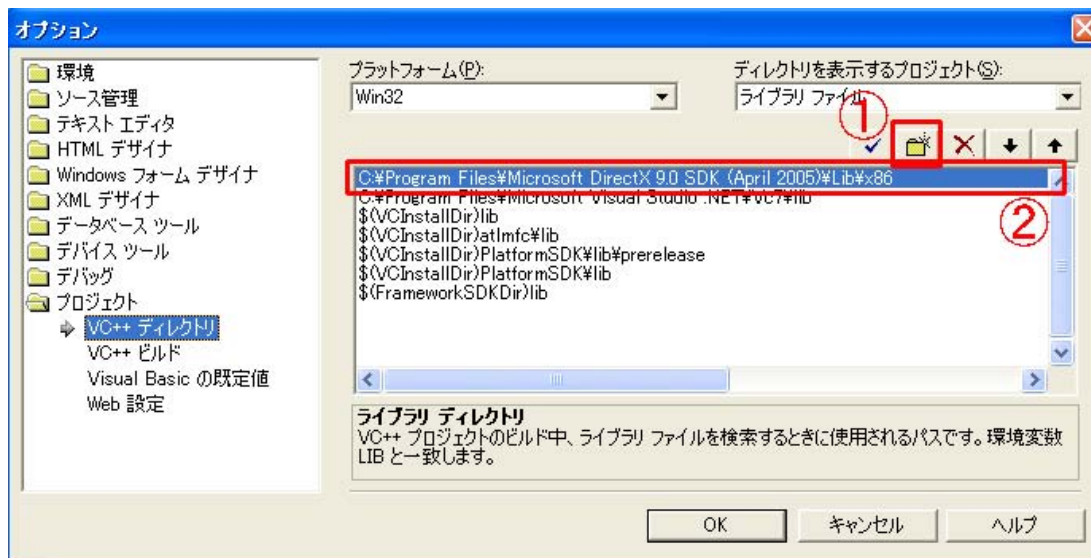 オプション
環境
ソース管理
テキスト エディタ
HTML デザイナ
Windows フォーム デザイナ
XML デザイナ
データベース ツール
デバイス ツール
デバッグ
プロジェクト
VC++ ディレクトリ
VC++ ビルド
Visual Basic の既定値
Web 設定
プラットフォーム(P):
Win32
ディレクトリを表示するプロジェクト(S):
ライブラリ ファイル
①
C:¥Program Files¥Microsoft DirectX 9.0 SDK (April 2005)¥Lib¥x86
②
C:¥Program Files¥Microsoft Visual Studio .NET¥Vc7¥lib
$(VCInstallDir)lib
$(VCInstallDir)atlmfc¥lib
$(VCInstallDir)PlatformSDK¥lib¥prerelease
$(VCInstallDir)PlatformSDK¥lib
$(FrameworkSDKDir)lib
ライブラリ ディレクトリ
VC++ プロジェクトのビルド中、ライブラリ ファイルを検索するときに使用されるパスです。環境変数
LIB と一致します。
OK
キャンセル
ヘルプ